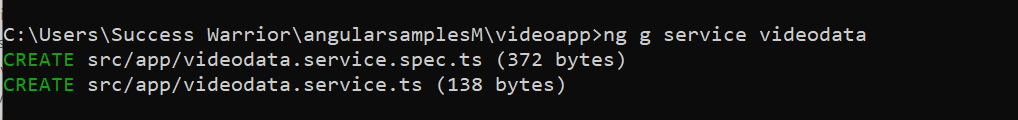 C:\Users\Success Warrior\angularsamplesM\videoapp>ng g service videodata
CREATE src/app/videodata.service.spec.ts (372 bytes)
CREATE src/app/videodata.service.ts (138 bytes)